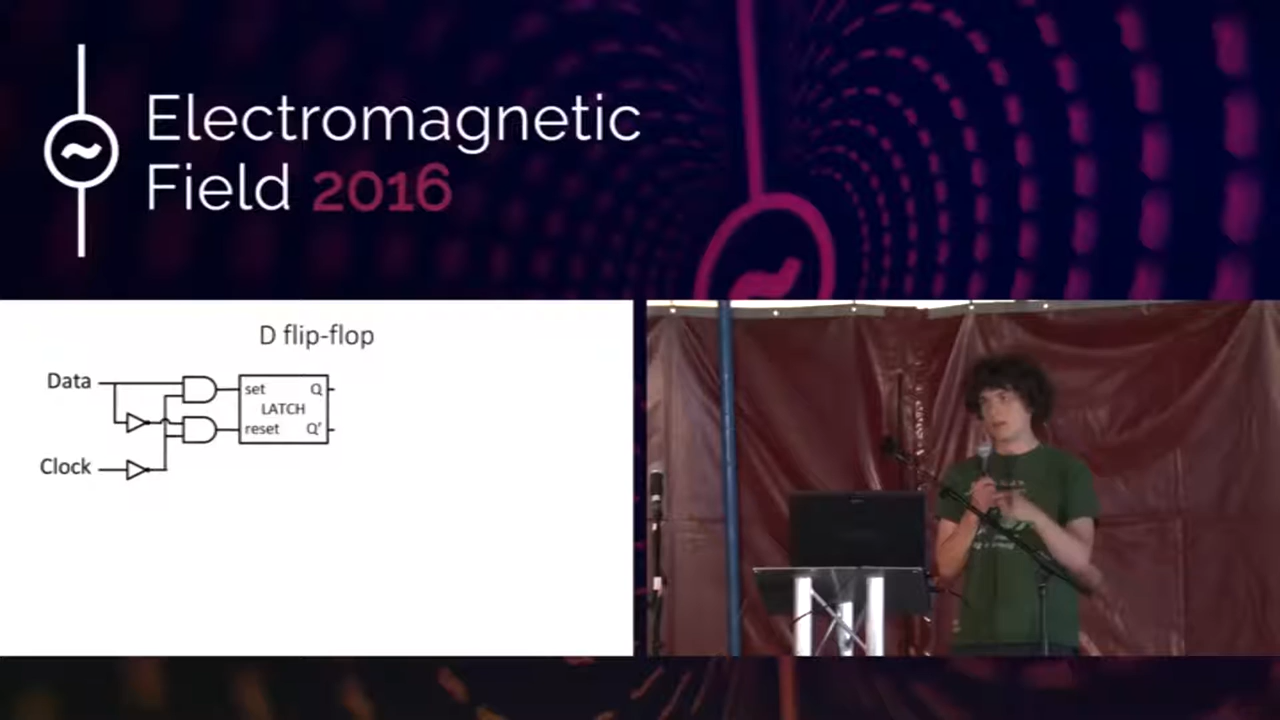 Electromagnetic
Field 2016
D flip-flop
Data
set Q
LATCH
reset Q'
Clock